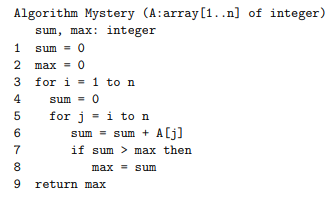 Algorithm Mystery (A:array[1..n] of integer)
sum, max: integer
1 sum = 0
2 max = 0
3 for i = 1 to n
4 sum = 0
5 for j = i to n
6 sum = sum + A[j]
7 if sum > max then
8 max = sum
9 return max